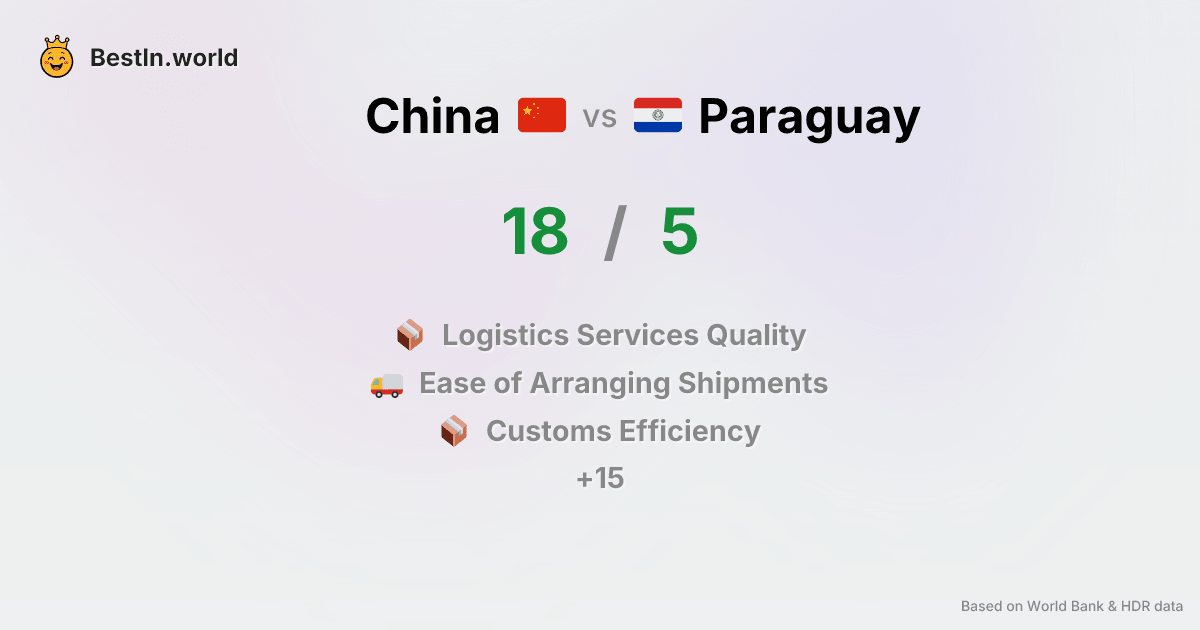 BestIn.world
China vs Paraguay
18 / 5
Logistics Services Quality
Ease of Arranging Shipments
Customs Efficiency
+15
Based on World Bank & HDR data